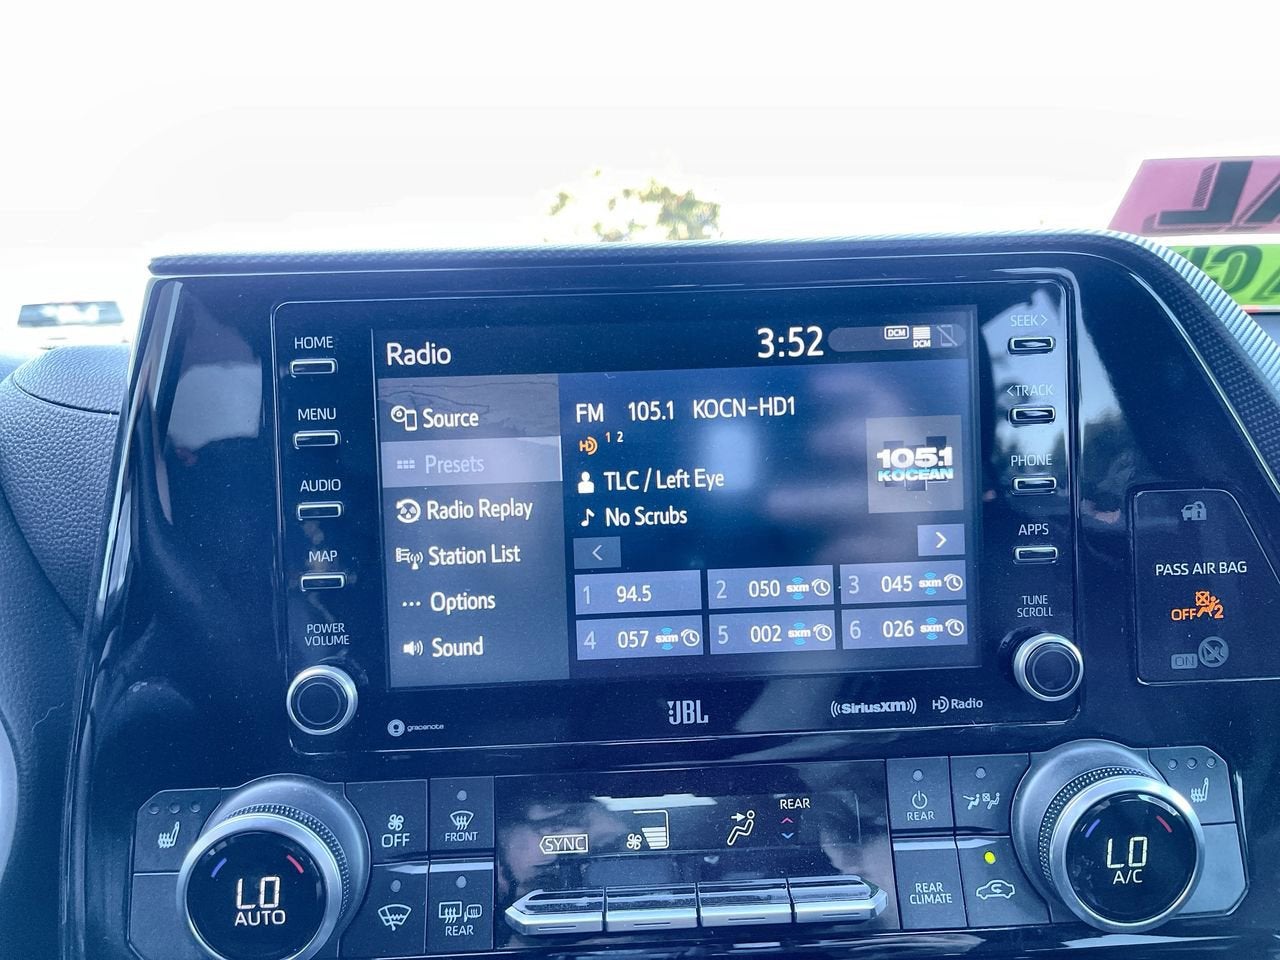 HOME
MENU
AUDIO
MAP
POWER
VOLUME
Radio
3:52
DCM
DCM
Source
Presets
Radio Replay
Station List
Options
Sound
FM 105.1 KOCN-HD1
HD 1 2
TLC / Left Eye
No Scrubs
105.1
K-OCEAN
<
>
1 94.5
2 050 sxm
3 045 sxm
4 057 sxm
5 002 sxm
6 026 sxm
gracenote
JBL
((SiriusXM))
HD Radio
SEEK>
<TRACK
PHONE
APPS
TUNE
SCROLL
PASS AIR BAG
OFF 2
ON
LO
AUTO
OFF
FRONT
REAR
SYNC
REAR
REAR
REAR
CLIMATE
LO
A/C